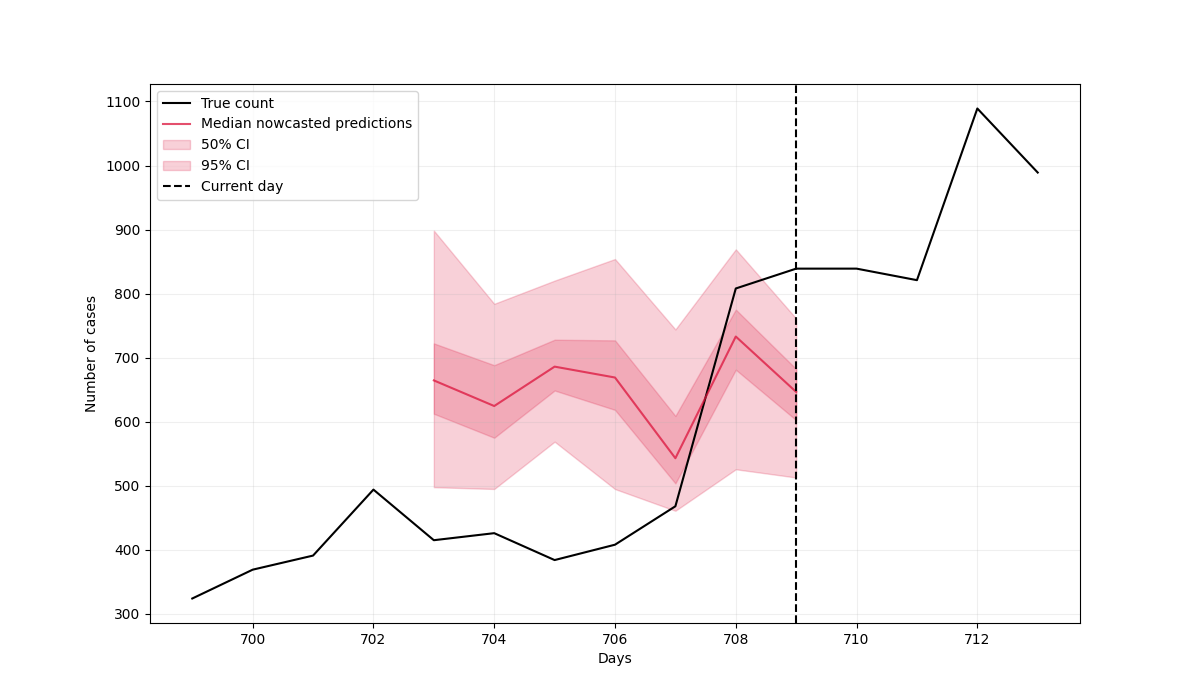 True count
Median nowcasted predictions
50% CI
95% CI
Current day
Number of cases
1100
1000
900
800
700
600
500
400
300
700 702 704 706 708 710 712
Days